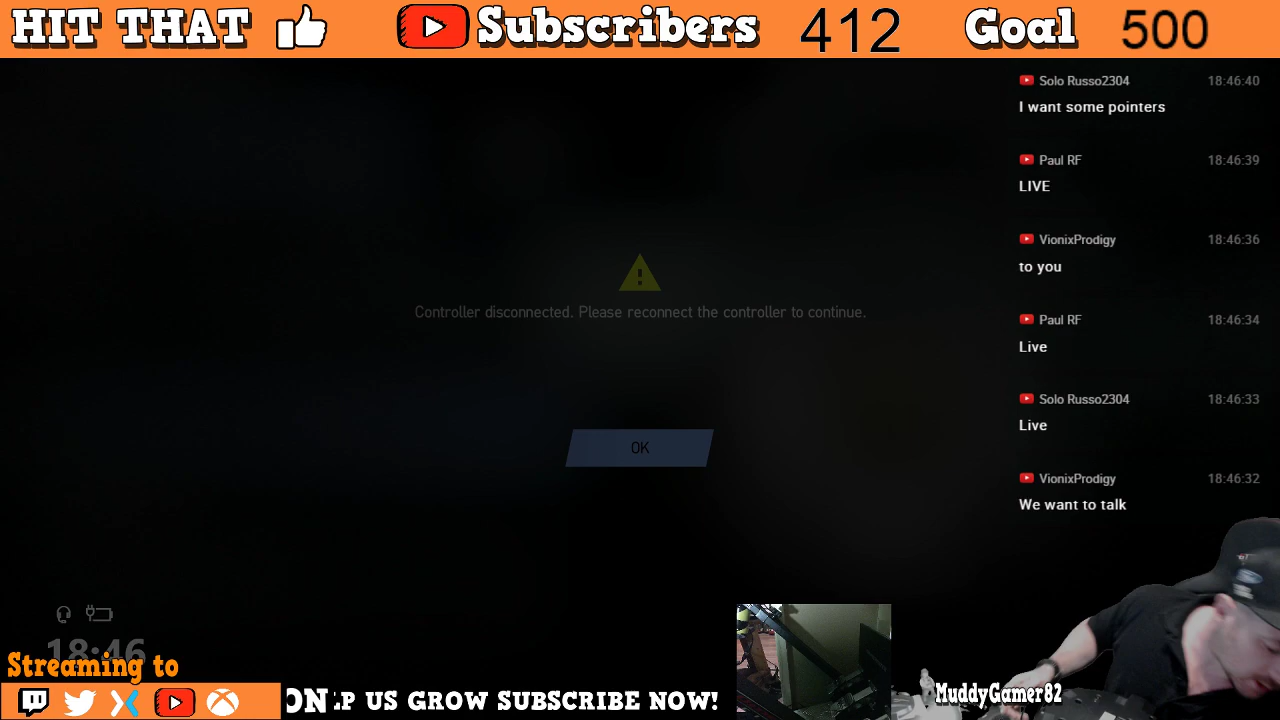 HIT THAT
Subscribers 412 Goal 500
Solo Russo2304 18:46:40
I want some pointers
Paul RF 18:46:39
LIVE
VionixProdigy 18:46:36
to you
Paul RF 18:46:34
Live
Solo Russo2304 18:46:33
Live
VionixProdigy 18:46:32
We want to talk
Controller disconnected. Please reconnect the controller to continue.
OK
18:46
Streaming to
ON P US GROW SUBSCRIBE NOW!
MuddyGamer82